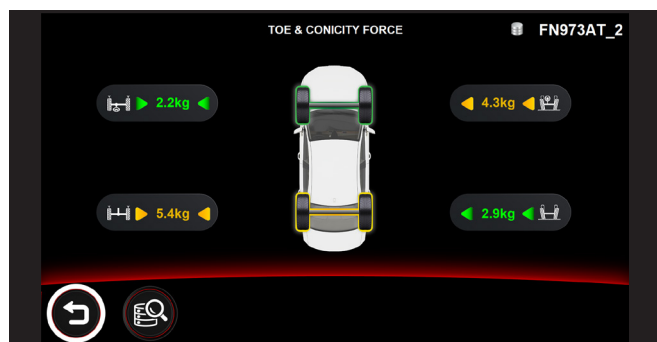 TOE & CONICITY FORCE
FN973AT_2
2.2kg
4.3kg
5.4kg
2.9kg